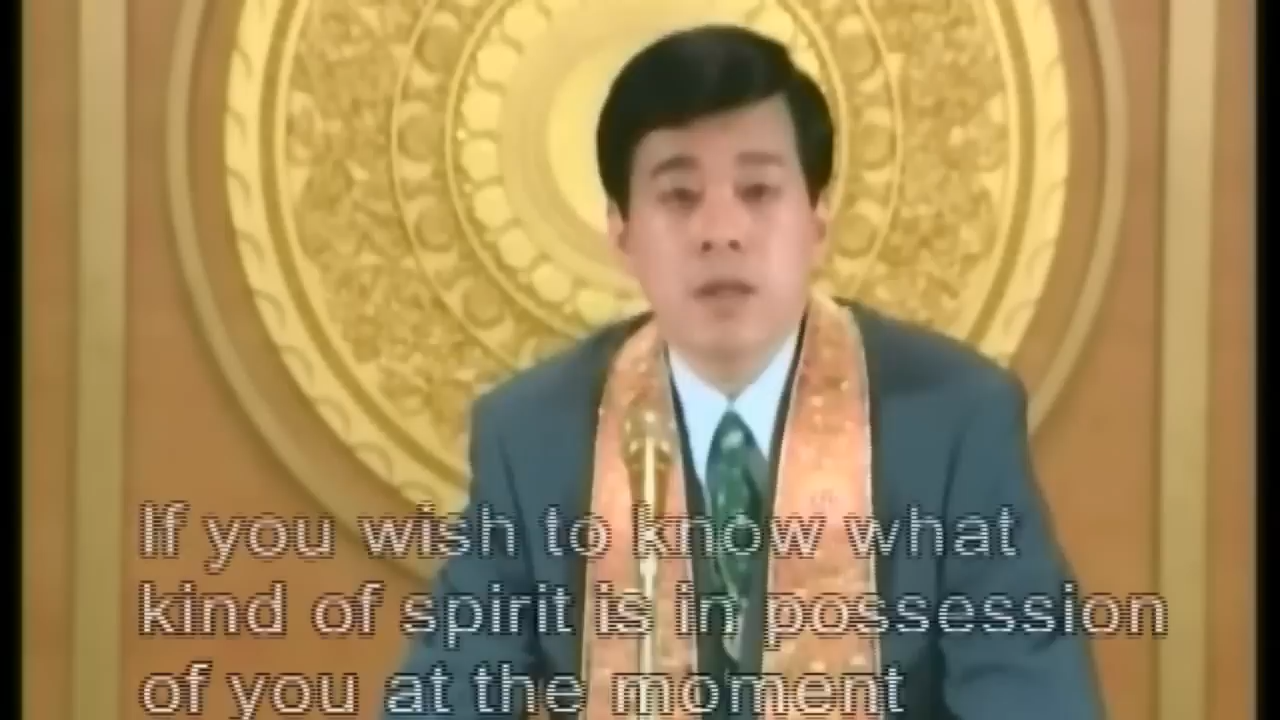 If you wish to know what
kind of spirit is in possession
of you at the moment